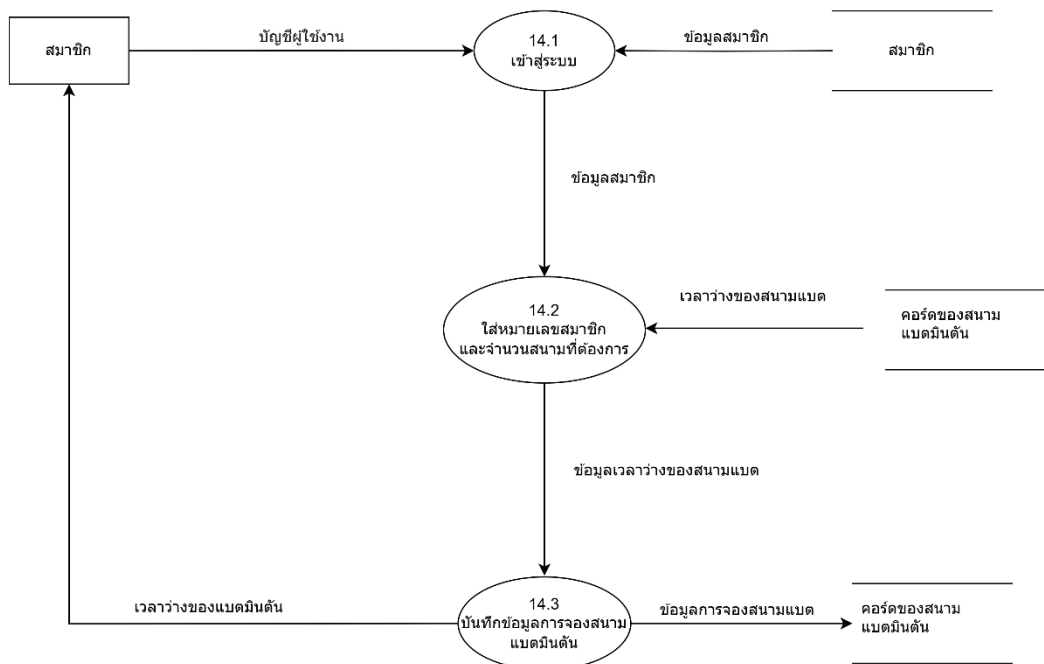 สมาชิก
บัญชีผู้ใช้งาน
14.1
เข้าสู่ระบบ
ข้อมูลสมาชิก
สมาชิก
ข้อมูลสมาชิก
14.2
ใส่หมายเลขสมาชิก
และจำนวนสนามที่ต้องการ
เวลาว่างของสนามแบต
คอร์ดของสนาม
แบดมินตัน
ข้อมูลเวลาว่างของสนามแบต
เวลาว่างของแบดมินตัน
14.3
บันทึกข้อมูลการจองสนาม
แบดมินตัน
ข้อมูลการจองสนามแบต
คอร์ดของสนาม
แบดมินตัน